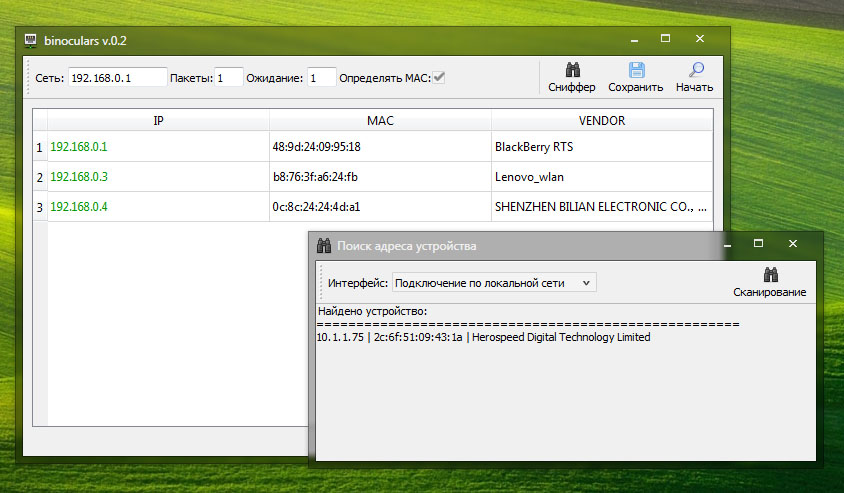 binoculars v.0.2
Сеть: 192.168.0.1 Пакеты: 1 Ожидание: 1 Определять MAC:
Сниффер Сохранить Начать
IP MAC VENDOR
1 192.168.0.1 48:9d:24:09:95:18 BlackBerry RTS
2 192.168.0.3 b8:76:3f:a6:24:fb Lenovo_wlan
3 192.168.0.4 0c:8c:24:24:4d:a1 SHENZHEN BILIAN ELECTRONIC CO., ...
Поиск адреса устройства
Интерфейс: Подключение по локальной сети
Сканирование
Найдено устройство:
=====================================================
10.1.1.75 | 2c:6f:51:09:43:1a | Herospeed Digital Technology Limited